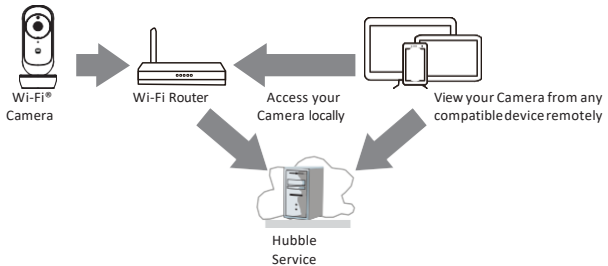 Wi-Fi®
Camera
Wi-Fi Router
Access your
Camera locally
View your Camera from any
compatible device remotely
Hubble
Service